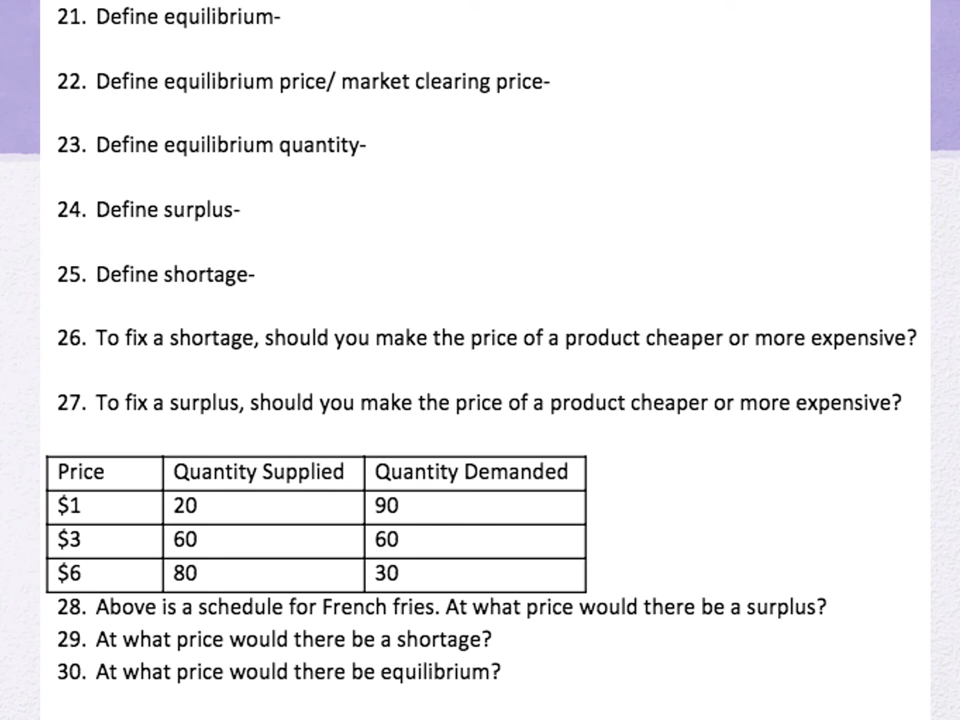 21. Define equilibrium-
22. Define equilibrium price/ market clearing price-
23. Define equilibrium quantity-
24. Define surplus-
25. Define shortage-
26. To fix a shortage, should you make the price of a product cheaper or more expensive?
27. To fix a surplus, should you make the price of a product cheaper or more expensive?
Price Quantity Supplied Quantity Demanded
$1 20 90
$3 60 60
$6 80 30
28. Above is a schedule for French fries. At what price would there be a surplus?
29. At what price would there be a shortage?
30. At what price would there be equilibrium?